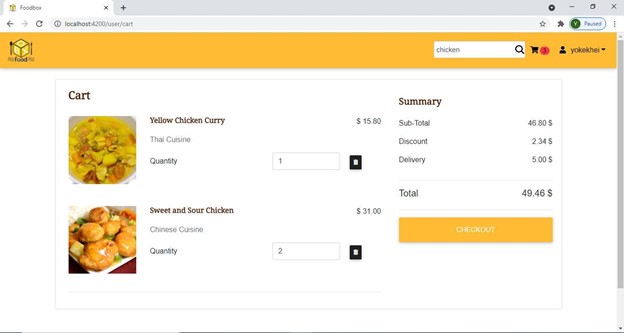 Foodbox
localhost:4200/user/cart
Y Paused
food
chicken
3
yokekhei
Cart
Yellow Chicken Curry
$ 15.80
Thai Cuisine
Quantity
1
Sweet and Sour Chicken
$ 31.00
Chinese Cuisine
Quantity
2
Summary
Sub-Total 46.80 $
Discount 2.34 $
Delivery 5.00 $
Total 49.46 $
CHECKOUT